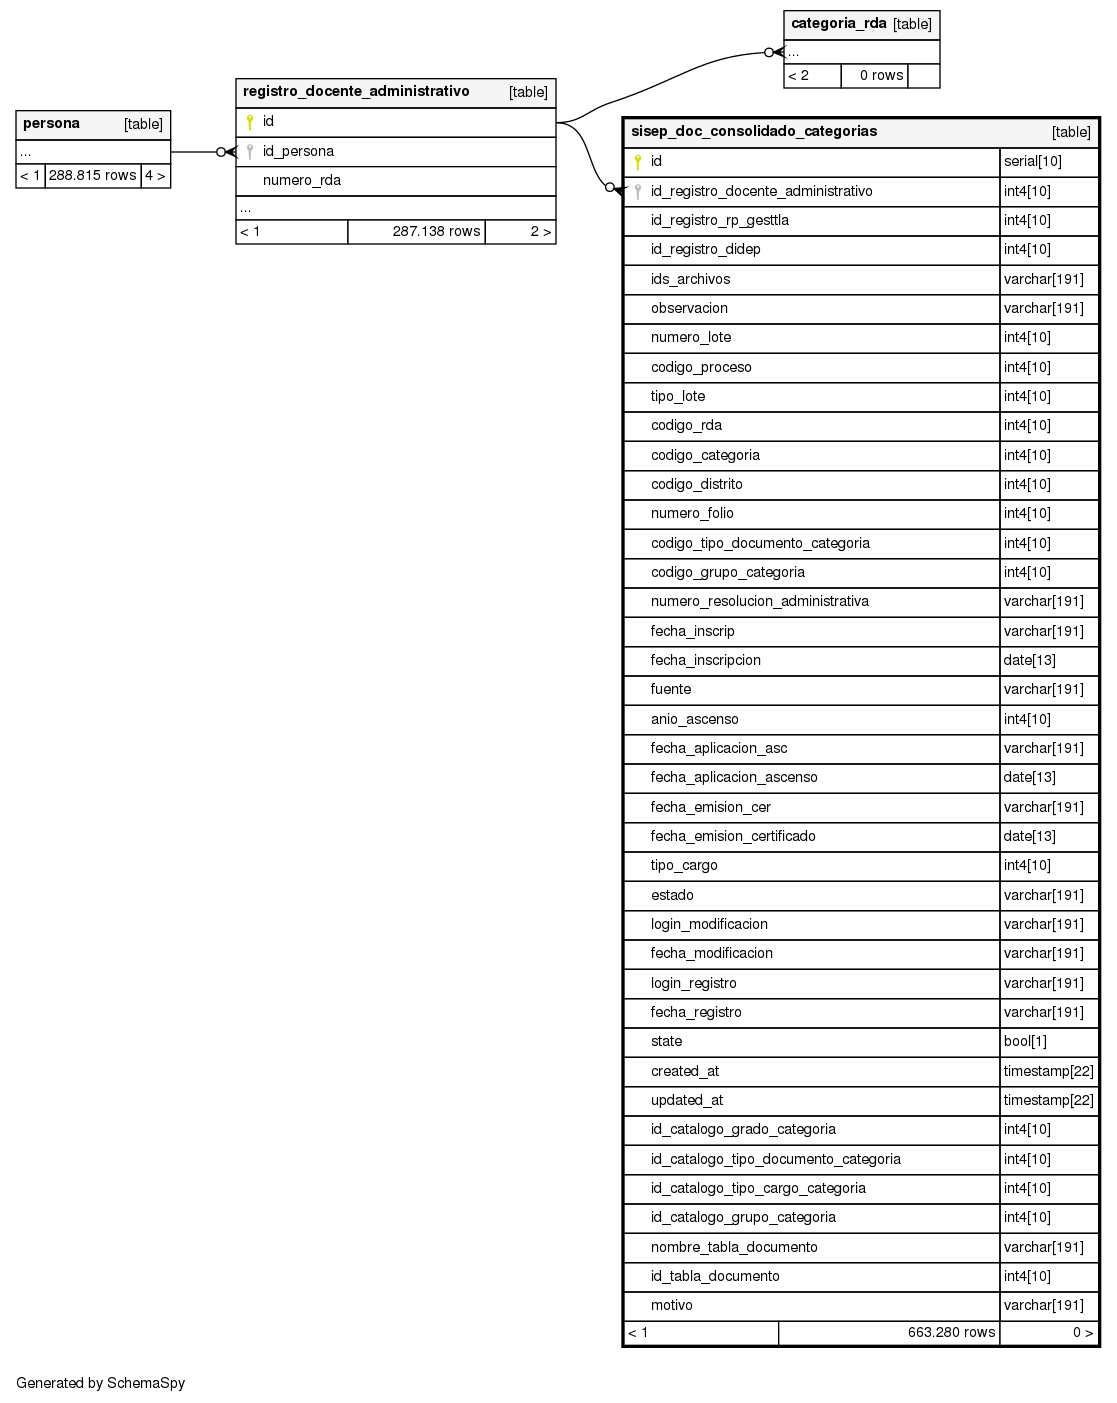 categoria_rda [table]
...
< 2 0 rows
registro_docente_administrativo [table]
id
id_persona
numero_rda
...
< 1 287.138 rows 2 >
persona [table]
...
< 1 288.815 rows 4 >
sisep_doc_consolidado_categorias [table]
id serial[10]
id_registro_docente_administrativo int4[10]
id_registro_rp_gesttla int4[10]
id_registro_didep int4[10]
ids_archivos varchar[191]
observacion varchar[191]
numero_lote int4[10]
codigo_proceso int4[10]
tipo_lote int4[10]
codigo_rda int4[10]
codigo_categoria int4[10]
codigo_distrito int4[10]
numero_folio int4[10]
codigo_tipo_documento_categoria int4[10]
codigo_grupo_categoria int4[10]
numero_resolucion_administrativa varchar[191]
fecha_inscrip varchar[191]
fecha_inscripcion date[13]
fuente varchar[191]
anio_ascenso int4[10]
fecha_aplicacion_asc varchar[191]
fecha_aplicacion_ascenso date[13]
fecha_emision_cer varchar[191]
fecha_emision_certificado date[13]
tipo_cargo int4[10]
estado varchar[191]
login_modificacion varchar[191]
fecha_modificacion varchar[191]
login_registro varchar[191]
fecha_registro varchar[191]
state bool[1]
created_at timestamp[22]
updated_at timestamp[22]
id_catalogo_grado_categoria int4[10]
id_catalogo_tipo_documento_categoria int4[10]
id_catalogo_tipo_cargo_categoria int4[10]
id_catalogo_grupo_categoria int4[10]
nombre_tabla_documento varchar[191]
id_tabla_documento int4[10]
motivo varchar[191]
< 1 663.280 rows 0 >
Generated by SchemaSpy